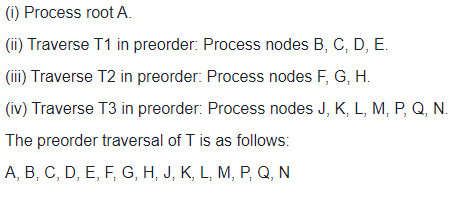 (i) Process root A.
(ii) Traverse T1 in preorder: Process nodes B, C, D, E.
(iii) Traverse T2 in preorder: Process nodes F, G, H.
(iv) Traverse T3 in preorder: Process nodes J, K, L, M, P, Q, N.
The preorder traversal of T is as follows:
A, B, C, D, E, F, G, H, J, K, L, M, P, Q, N